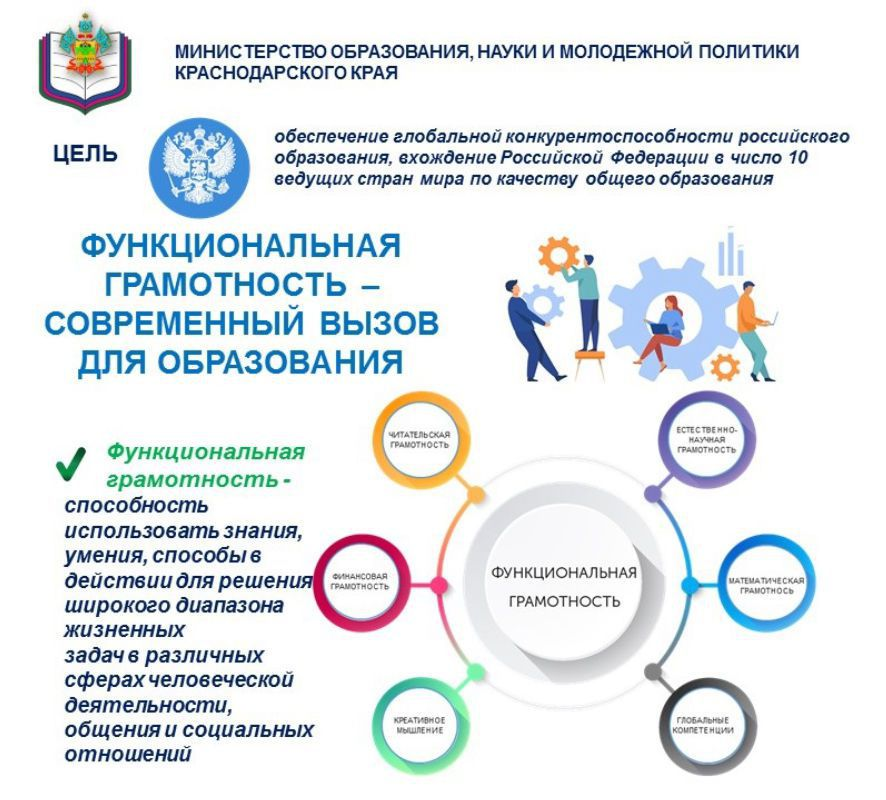 МИНИСТЕРСТВО ОБРАЗОВАНИЯ, НАУКИ И МОЛОДЕЖНОЙ ПОЛИТИКИ
КРАСНОДАРСКОГО КРАЯ
ЦЕЛЬ
обеспечение глобальной конкурентоспособности российского
образования, вхождение Российской Федерации в число 10
ведущих стран мира по качеству общего образования
ФУНКЦИОНАЛЬНАЯ
ГРАМОТНОСТЬ –
СОВРЕМЕННЫЙ ВЫЗОВ
ДЛЯ ОБРАЗОВАНИЯ
Функциональная
грамотность -
способность
использовать знания,
умения, способы в
действии для решения
широкого диапазона
жизненных
задач в различных
сферах человеческой
деятельности,
общения и социальных
отношений
ЧИТАТЕЛЬСКАЯ
ГРАМОТНОСТЬ
ЕСТЕСТВЕННО-
НАУЧНАЯ
ГРАМОТНОСТЬ
ФИНАНСОВАЯ
ГРАМОТНОСТЬ
ФУНКЦИОНАЛЬНАЯ
ГРАМОТНОСТЬ
МАТЕМАТИЧЕСКАЯ
ГРАМОТНОСЬ
КРЕАТИВНОЕ
МЫШЛЕНИЕ
ГЛОБАЛЬНЫЕ
КОМПЕТЕНЦИИ